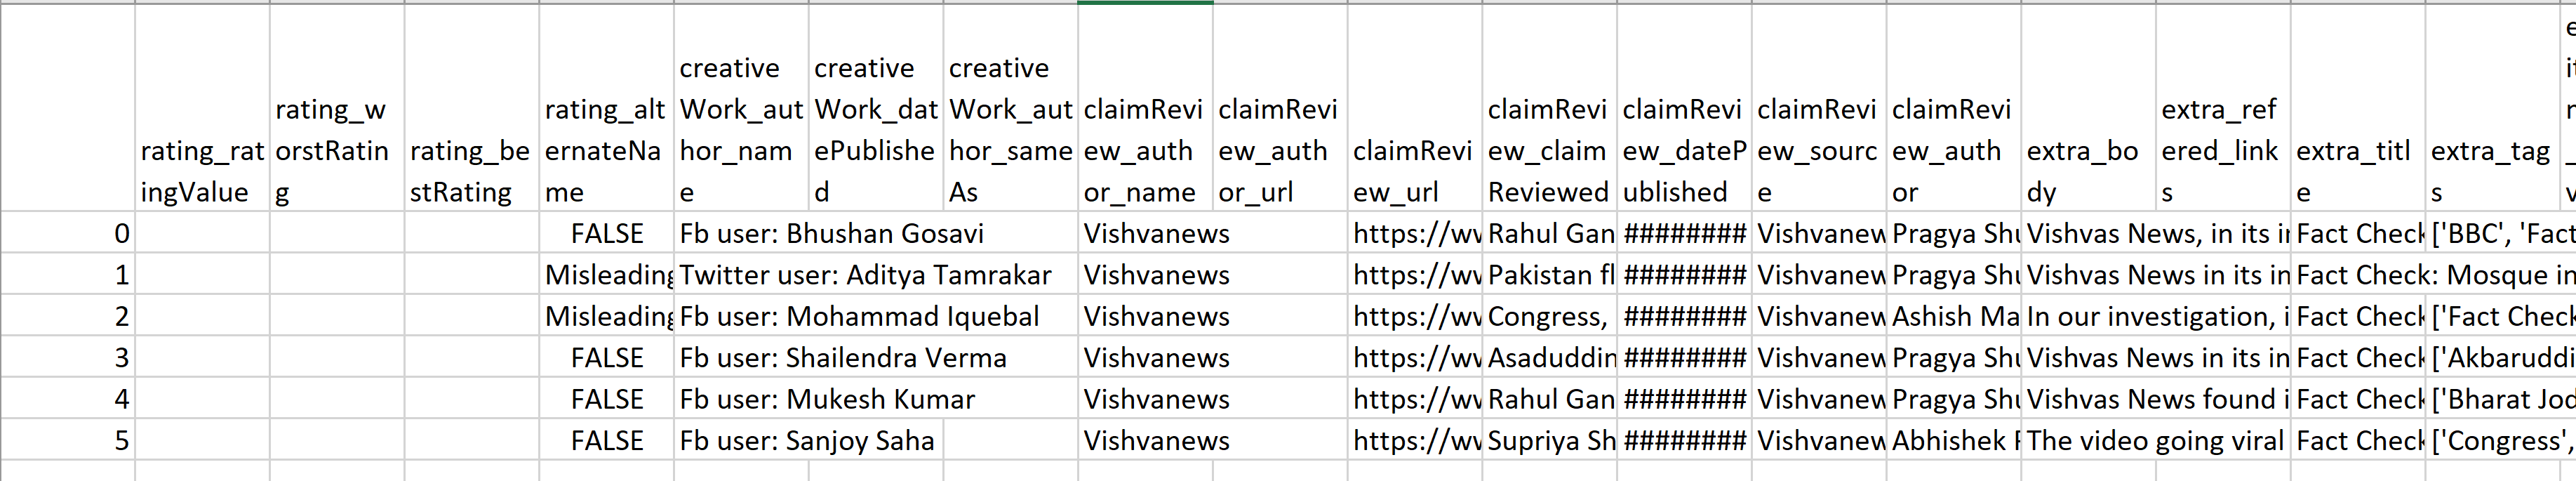 rating_ratingValue rating_worstRating rating_bestRating rating_alternateName creativeWork_author_name creativeWork_datePublished creativeWork_author_sameAs claimReview_author_name claimReview_author_url claimReview_url claimReview_claimReviewed claimReview_datePublished claimReview_source claimReview_author extra_body extra_refered_links extra_title extra_tags
0 FALSE Fb user: Bhushan Gosavi Vishvanews https://wv Rahul Gan ######## Vishvanew Pragya Shu Vishvas News, in its in Fact Check ['BBC', 'Fact
1 Misleading Twitter user: Aditya Tamrakar Vishvanews https://wv Pakistan fl ######## Vishvanew Pragya Shu Vishvas News in its in Fact Check: Mosque in
2 Misleading Fb user: Mohammad Iquebal Vishvanews https://wv Congress, ######## Vishvanew Ashish Ma In our investigation, i Fact Check ['Fact Check
3 FALSE Fb user: Shailendra Verma Vishvanews https://wv Asaduddin ######## Vishvanew Pragya Shu Vishvas News in its in Fact Check ['Akbaruddi
4 FALSE Fb user: Mukesh Kumar Vishvanews https://wv Rahul Gan ######## Vishvanew Pragya Shu Vishvas News found i Fact Check ['Bharat Jod
5 FALSE Fb user: Sanjoy Saha Vishvanews https://wv Supriya Sh ######## Vishvanew Abhishek The video going viral Fact Check ['Congress',